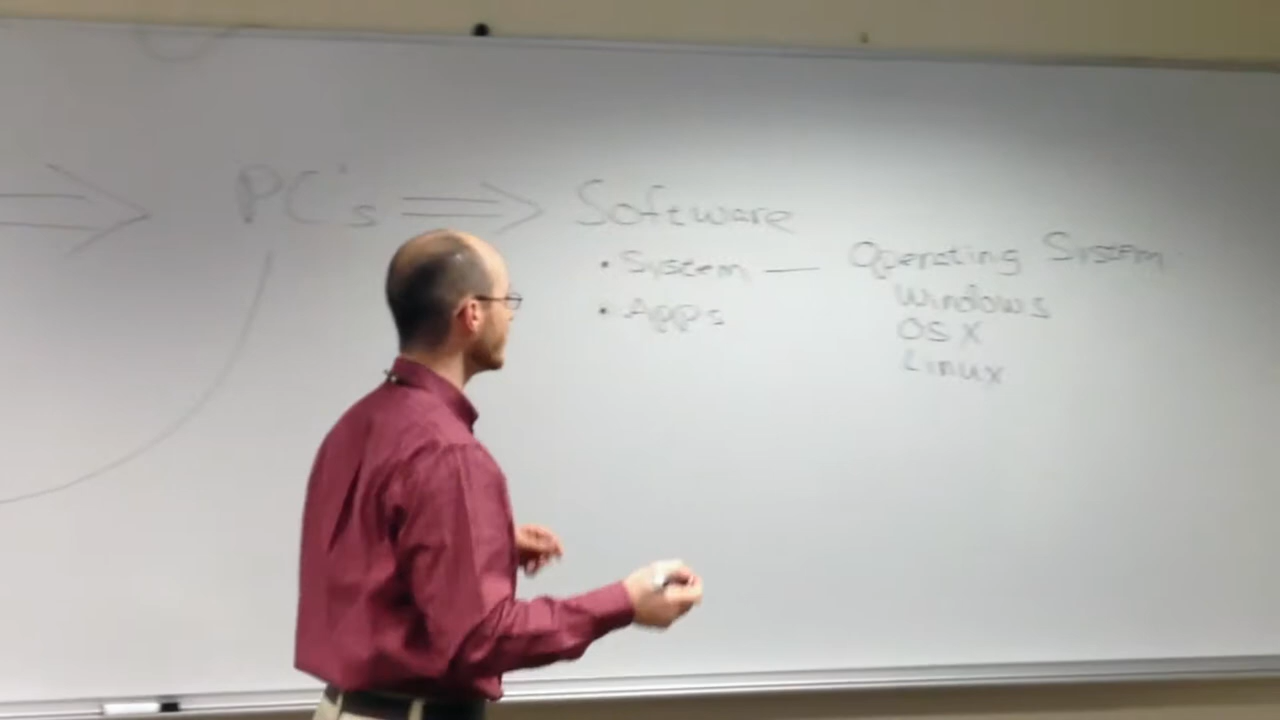 PC's ⇒ Software
• System — Operating System
• Apps
Windows
OS X
Linux